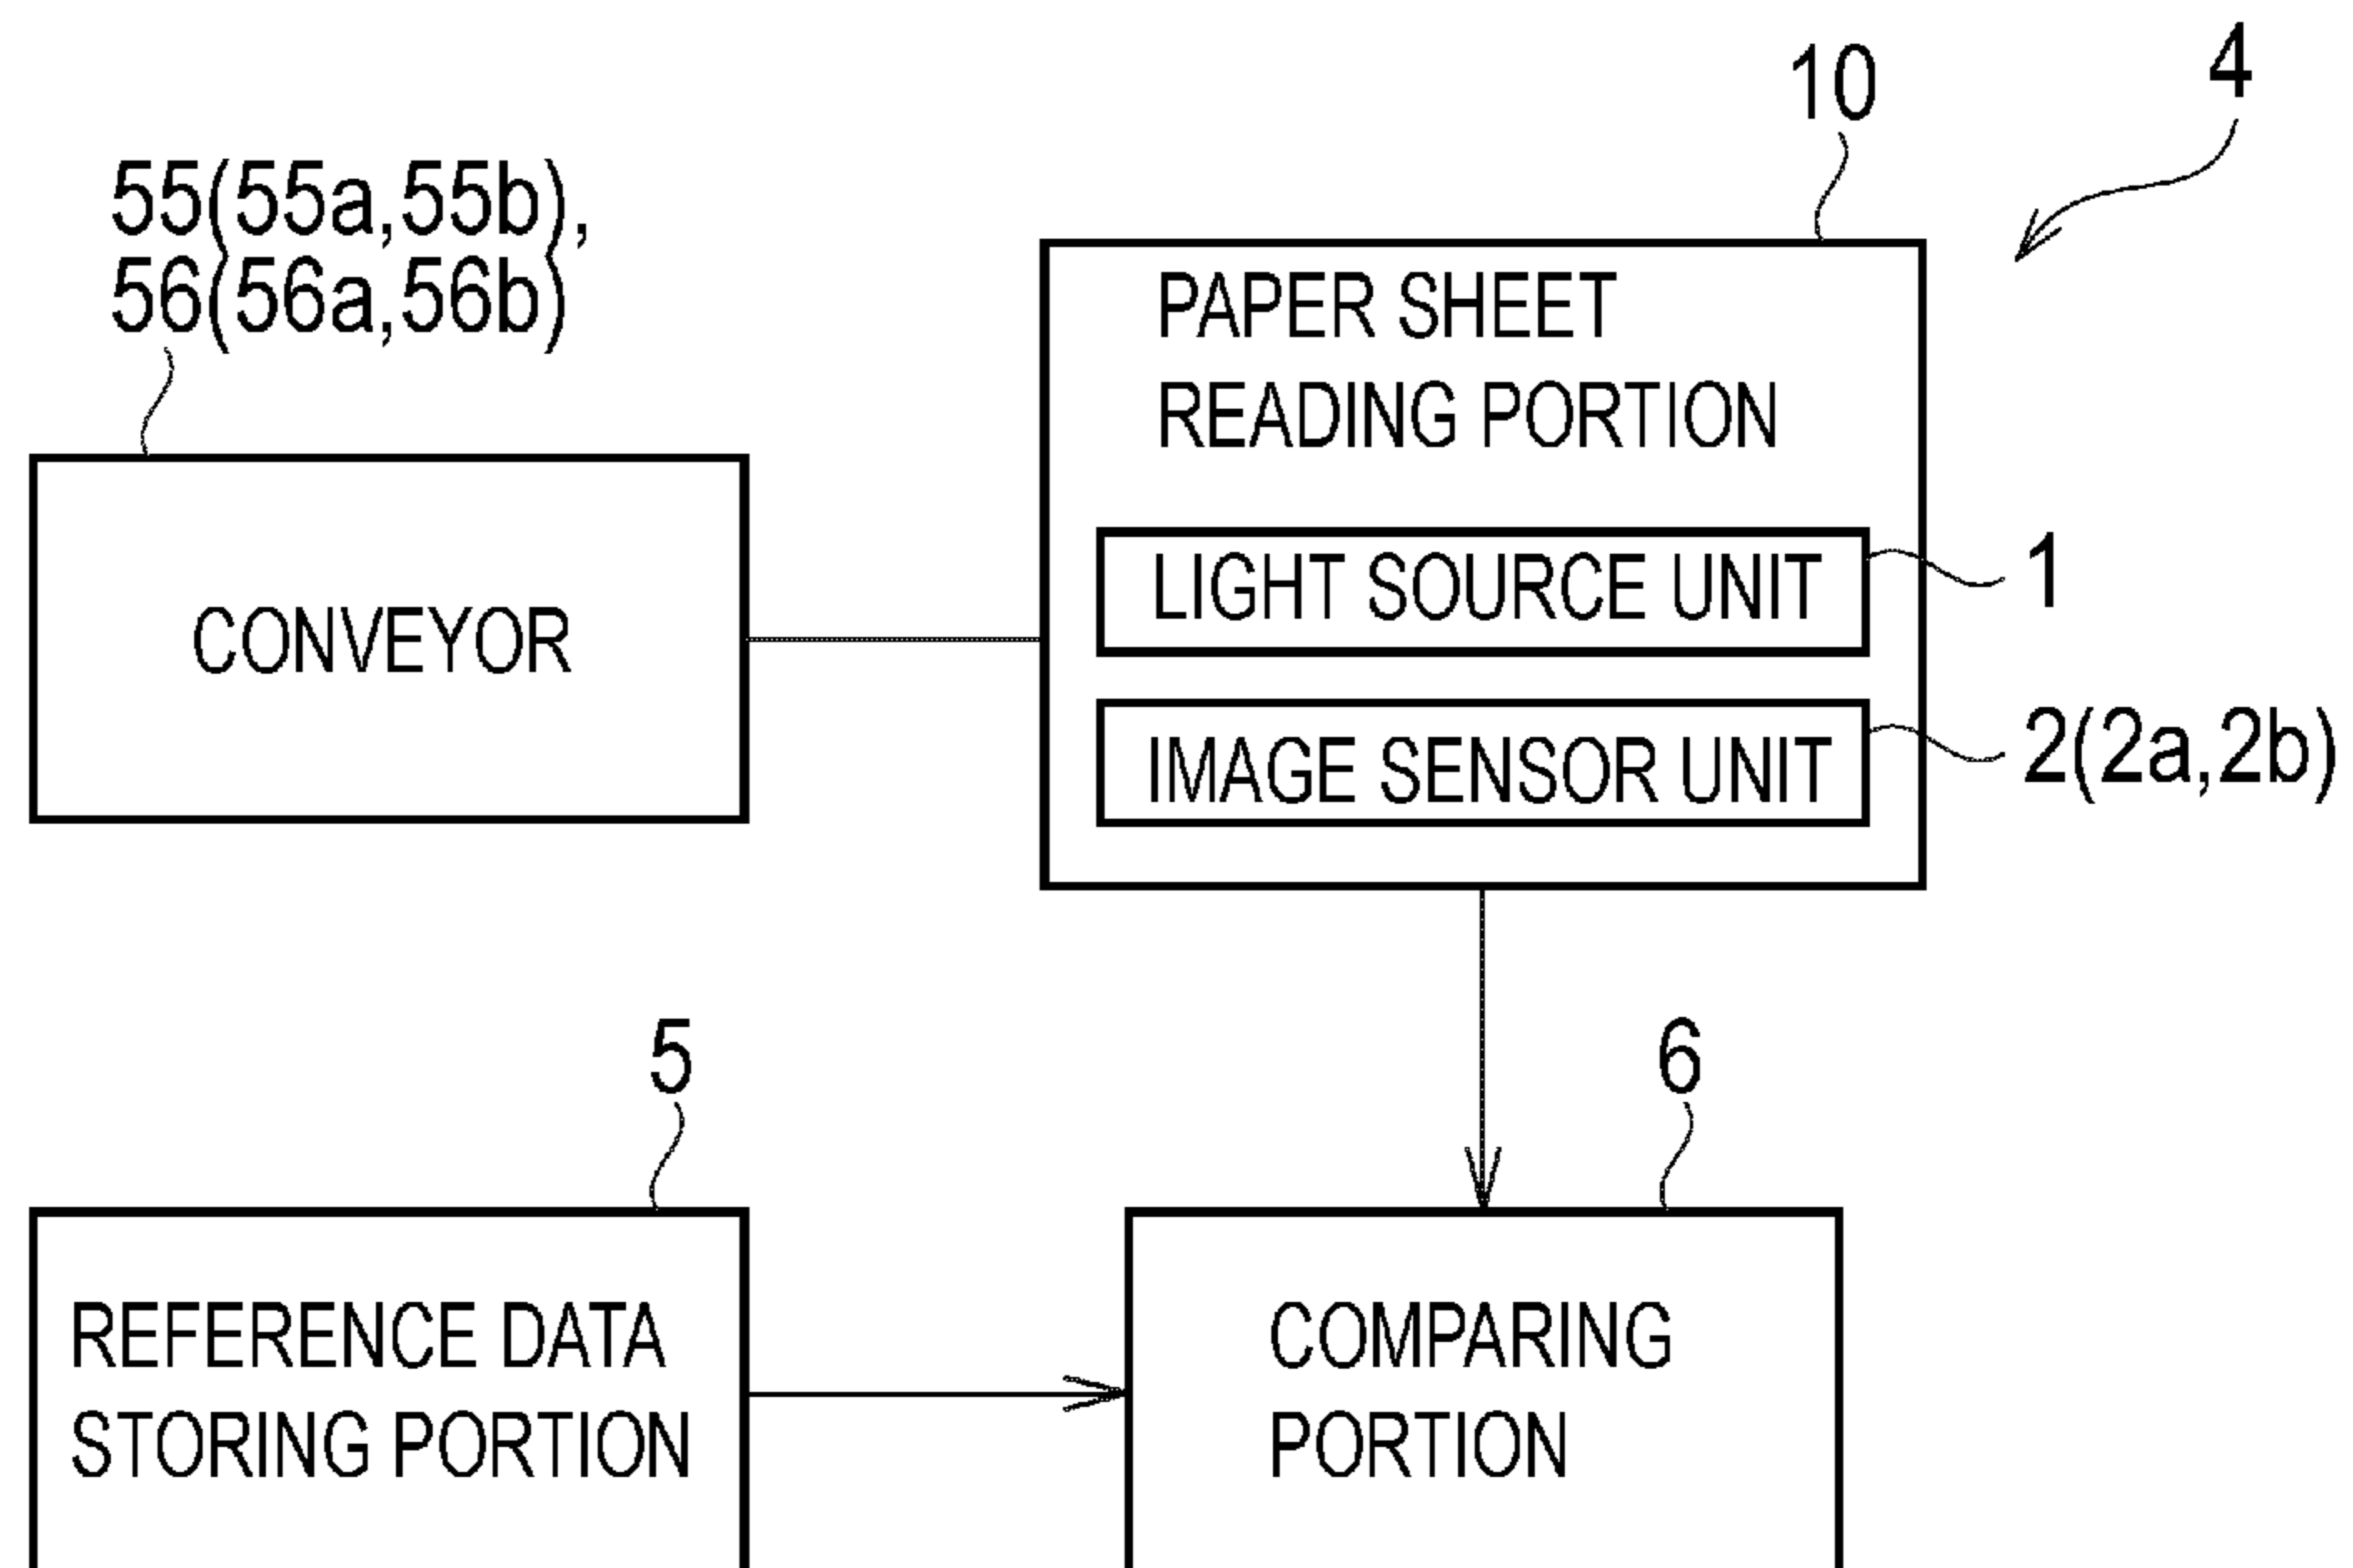 4
10
55(55a,55b),
56(56a,56b)
PAPER SHEET
READING PORTION
LIGHT SOURCE UNIT
1
CONVEYOR
IMAGE SENSOR UNIT
2(2a,2b)
5
6
REFERENCE DATA
STORING PORTION
COMPARING
PORTION